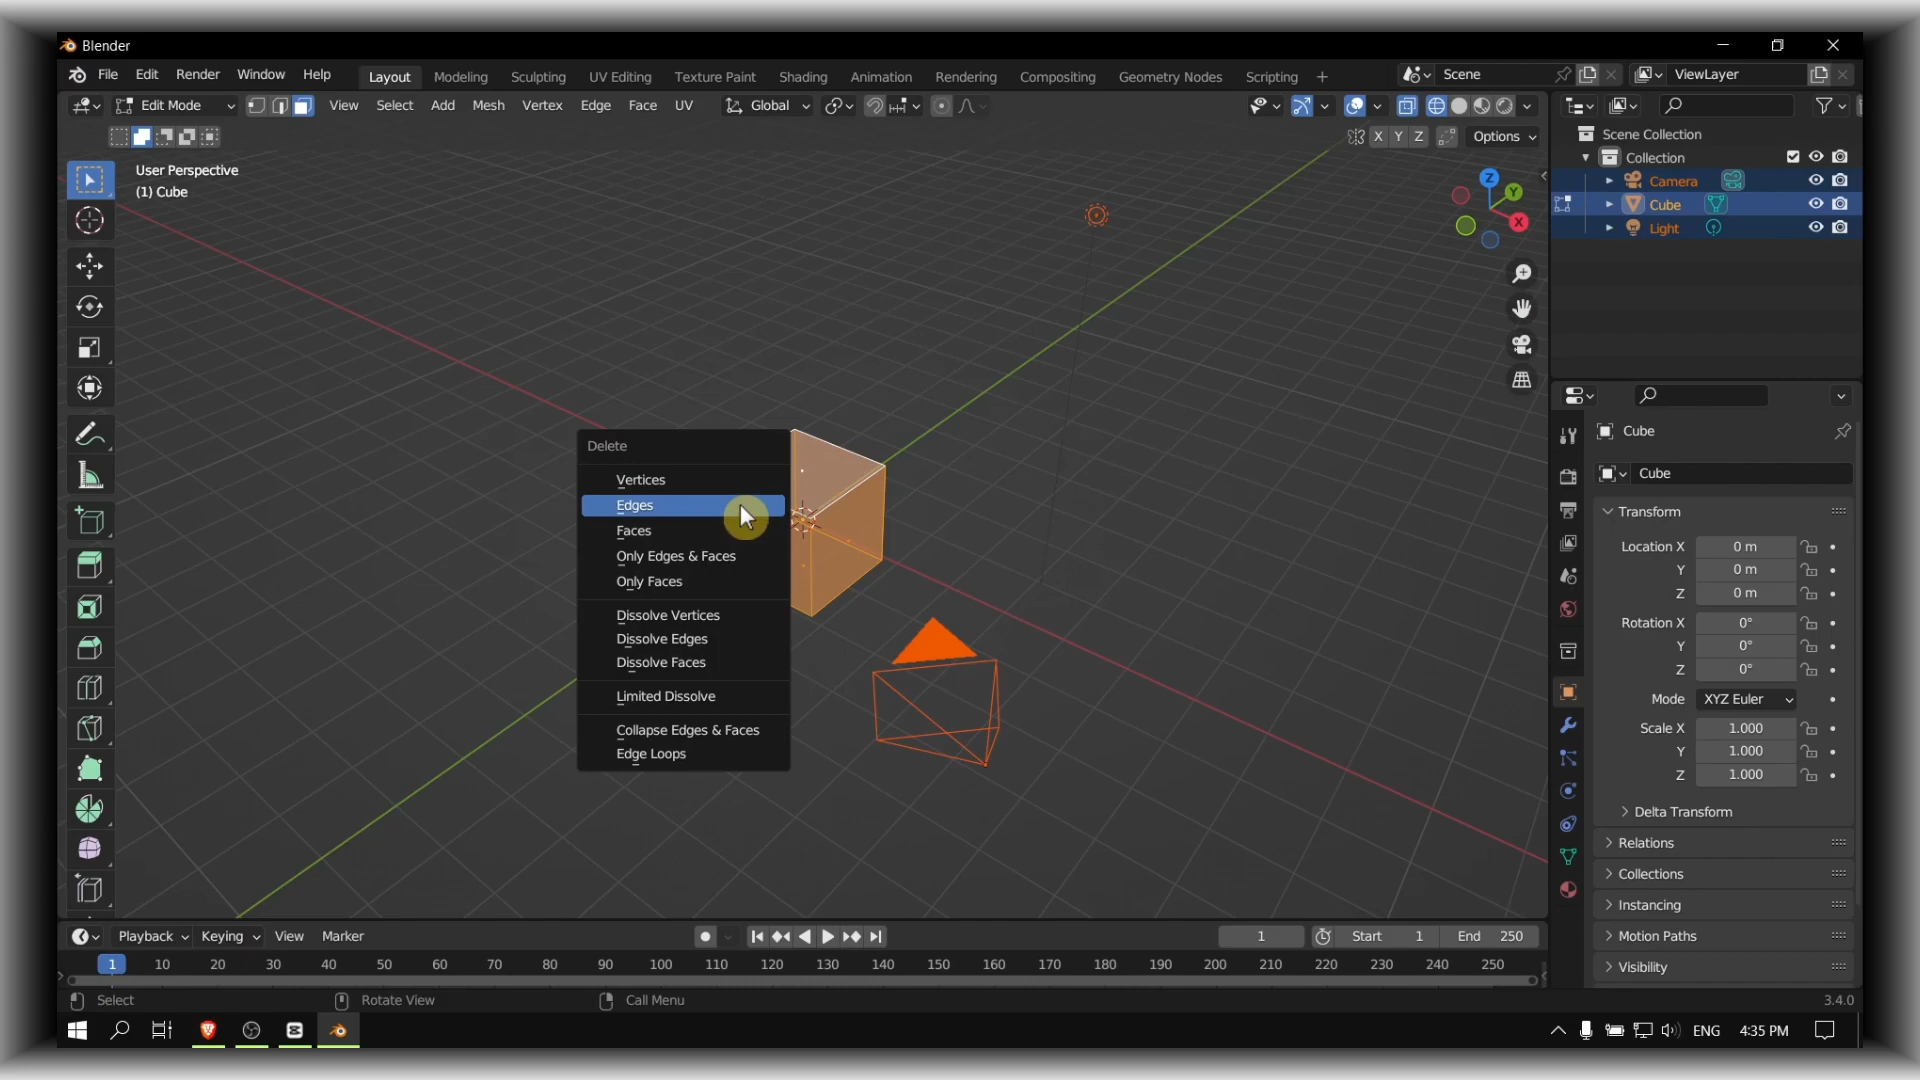 Blender
File Edit Render Window Help Layout Modeling Sculpting UV Editing Texture Paint Shading Animation Rendering Compositing Geometry Nodes Scripting + Scene ViewLayer
Edit Mode View Select Add Mesh Vertex Edge Face UV Global
X Y Z Options
User Perspective
(1) Cube
Z
Y
X
Scene Collection
Collection
Camera
Cube
Light
Delete
Vertices
Edges
Faces
Only Edges & Faces
Only Faces
Dissolve Vertices
Dissolve Edges
Dissolve Faces
Limited Dissolve
Collapse Edges & Faces
Edge Loops
Cube
Cube
Transform
Location X 0 m
Y 0 m
Z 0 m
Rotation X 0°
Y 0°
Z 0°
Mode XYZ Euler
Scale X 1.000
Y 1.000
Z 1.000
Delta Transform
Relations
Collections
Instancing
Motion Paths
Visibility
Playback Keying View Marker 1 Start 1 End 250
1 10 20 30 40 50 60 70 80 90 100 110 120 130 140 150 160 170 180 190 200 210 220 230 240 250
Select Rotate View Call Menu 3.4.0
ENG 4:35 PM